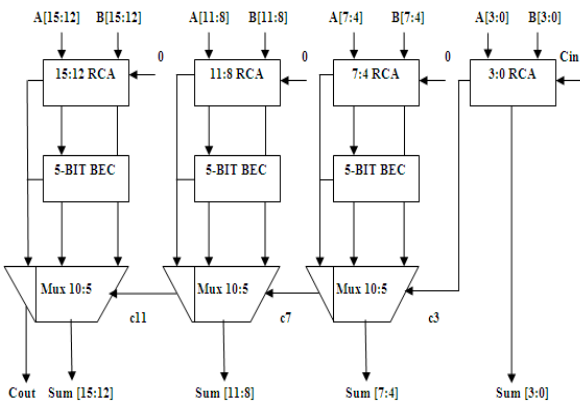 A[15:12] B[15:12] A[11:8] B[11:8] A[7:4] B[7:4] A[3:0] B[3:0]
0 0 0 Cin
15:12 RCA 11:8 RCA 7:4 RCA 3:0 RCA
5-BIT BEC 5-BIT BEC 5-BIT BEC
Mux 10:5 Mux 10:5 Mux 10:5
c11 c7 c3
Cout Sum [15:12] Sum [11:8] Sum [7:4] Sum [3:0]